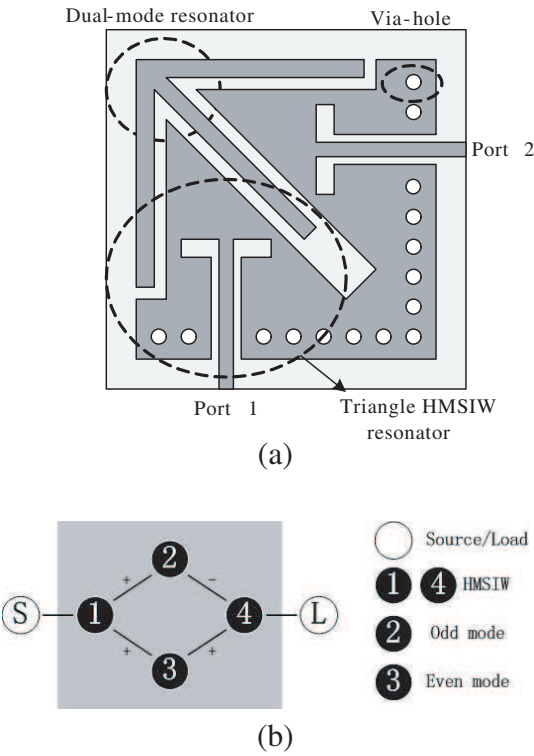 Dual-mode resonator
Via-hole
Port 2
Port 1
Triangle HMSIW
resonator
(a)
S
1
2
3
4
L
+
-
+
+
Source/Load
1 4 HMSIW
2 Odd mode
3 Even mode
(b)